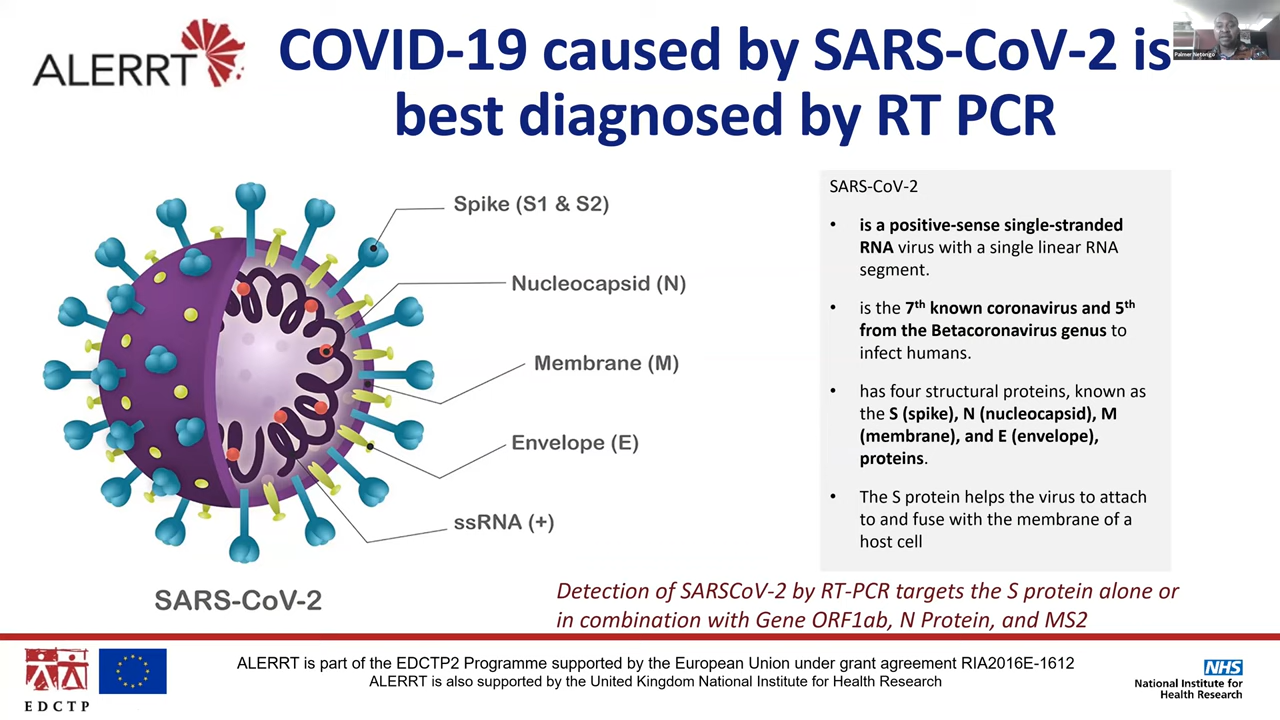 ALERRT
COVID-19 caused by SARS-CoV-2 is
best diagnosed by RT PCR
Palmer Netongo
Spike (S1 & S2)
Nucleocapsid (N)
Membrane (M)
Envelope (E)
ssRNA (+)
SARS-CoV-2
SARS-CoV-2
• is a positive-sense single-stranded
RNA virus with a single linear RNA
segment.
• is the 7th known coronavirus and 5th
from the Betacoronavirus genus to
infect humans.
• has four structural proteins, known as
the S (spike), N (nucleocapsid), M
(membrane), and E (envelope),
proteins.
• The S protein helps the virus to attach
to and fuse with the membrane of a
host cell
Detection of SARSCoV-2 by RT-PCR targets the S protein alone or
in combination with Gene ORF1ab, N Protein, and MS2
EDCTP
ALERRT is part of the EDCTP2 Programme supported by the European Union under grant agreement RIA2016E-1612
ALERRT is also supported by the United Kingdom National Institute for Health Research
NHS
National Institute for
Health Research